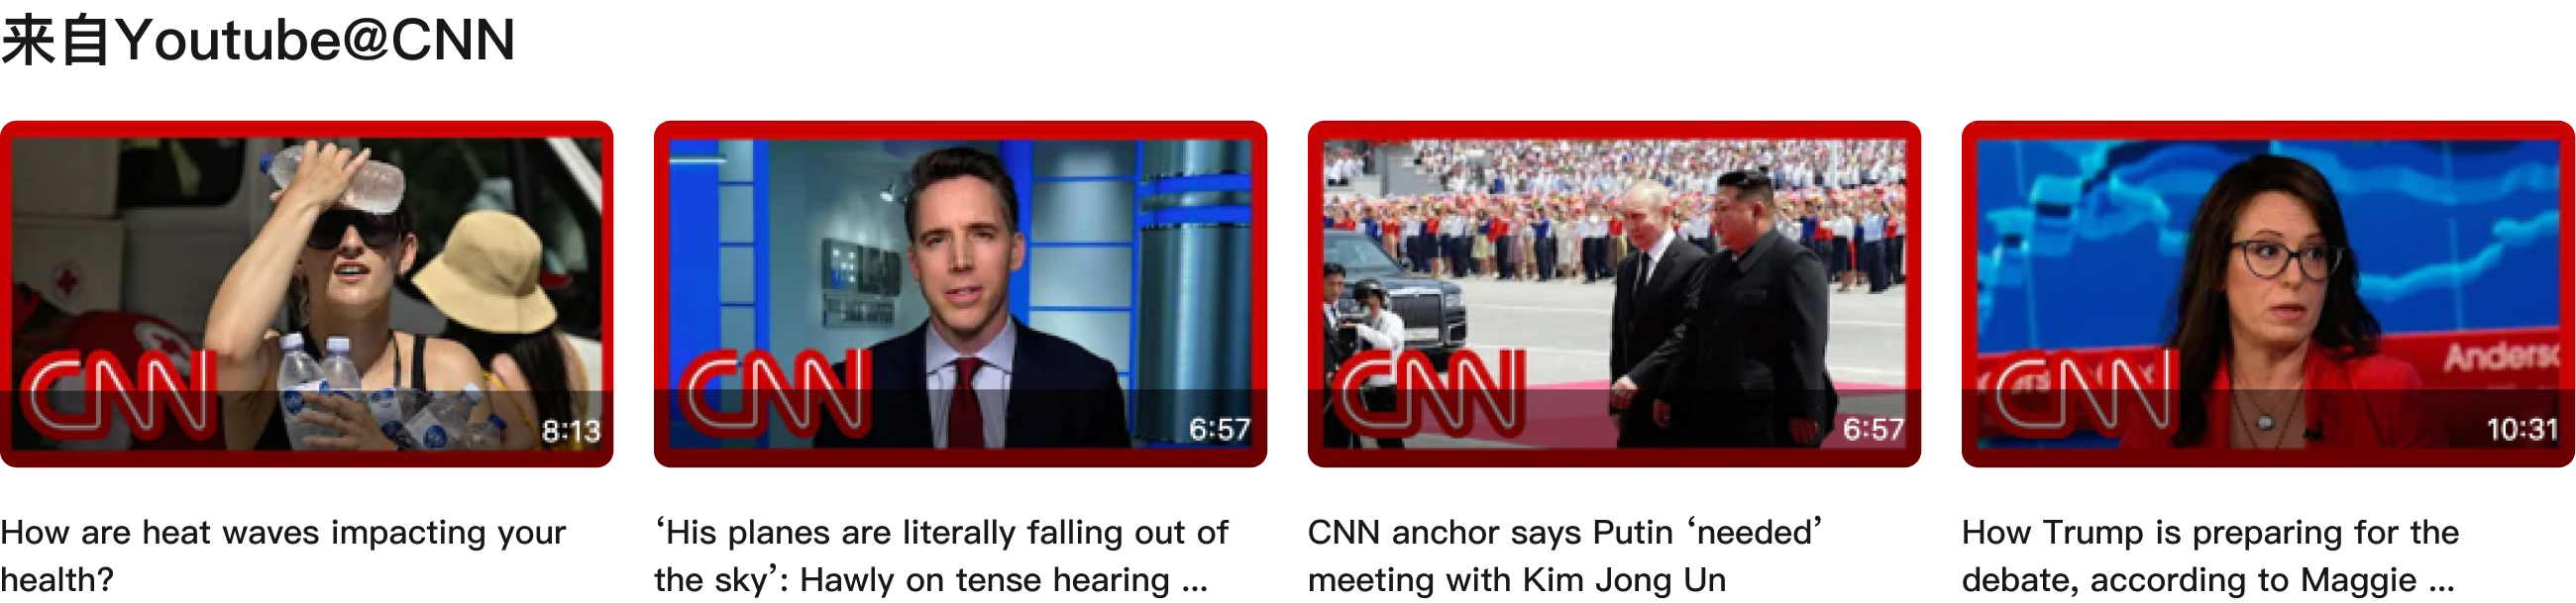 来自Youtube@CNN
CNN
8:13
CNN
6:57
CNN
6:57
Anderso
CNN
10:31
How are heat waves impacting your
health?
‘His planes are literally falling out of
the sky’: Hawly on tense hearing ...
CNN anchor says Putin ‘needed’
meeting with Kim Jong Un
How Trump is preparing for the
debate, according to Maggie ...